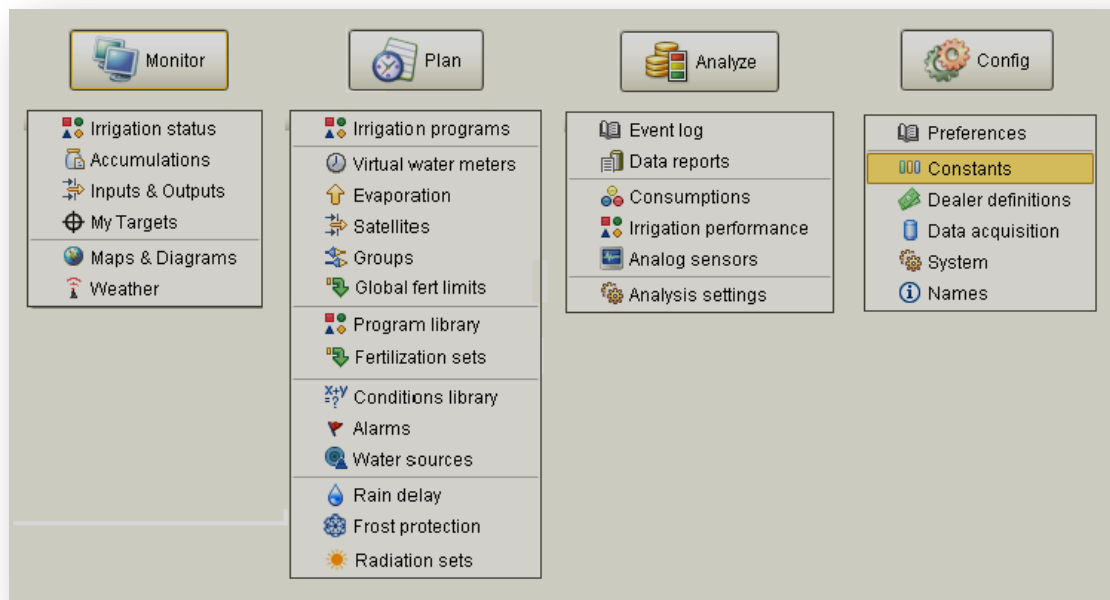 Monitor
Irrigation status
Accumulations
Inputs & Outputs
My Targets
Maps & Diagrams
Weather
Plan
Irrigation programs
Virtual water meters
Evaporation
Satellites
Groups
Global fert limits
Program library
Fertilization sets
X+Y
=?
Conditions library
Alarms
Water sources
Rain delay
Frost protection
Radiation sets
Analyze
Event log
Data reports
Consumptions
Irrigation performance
Analog sensors
Analysis settings
Config
Preferences
Constants
Dealer definitions
Data acquisition
System
Names